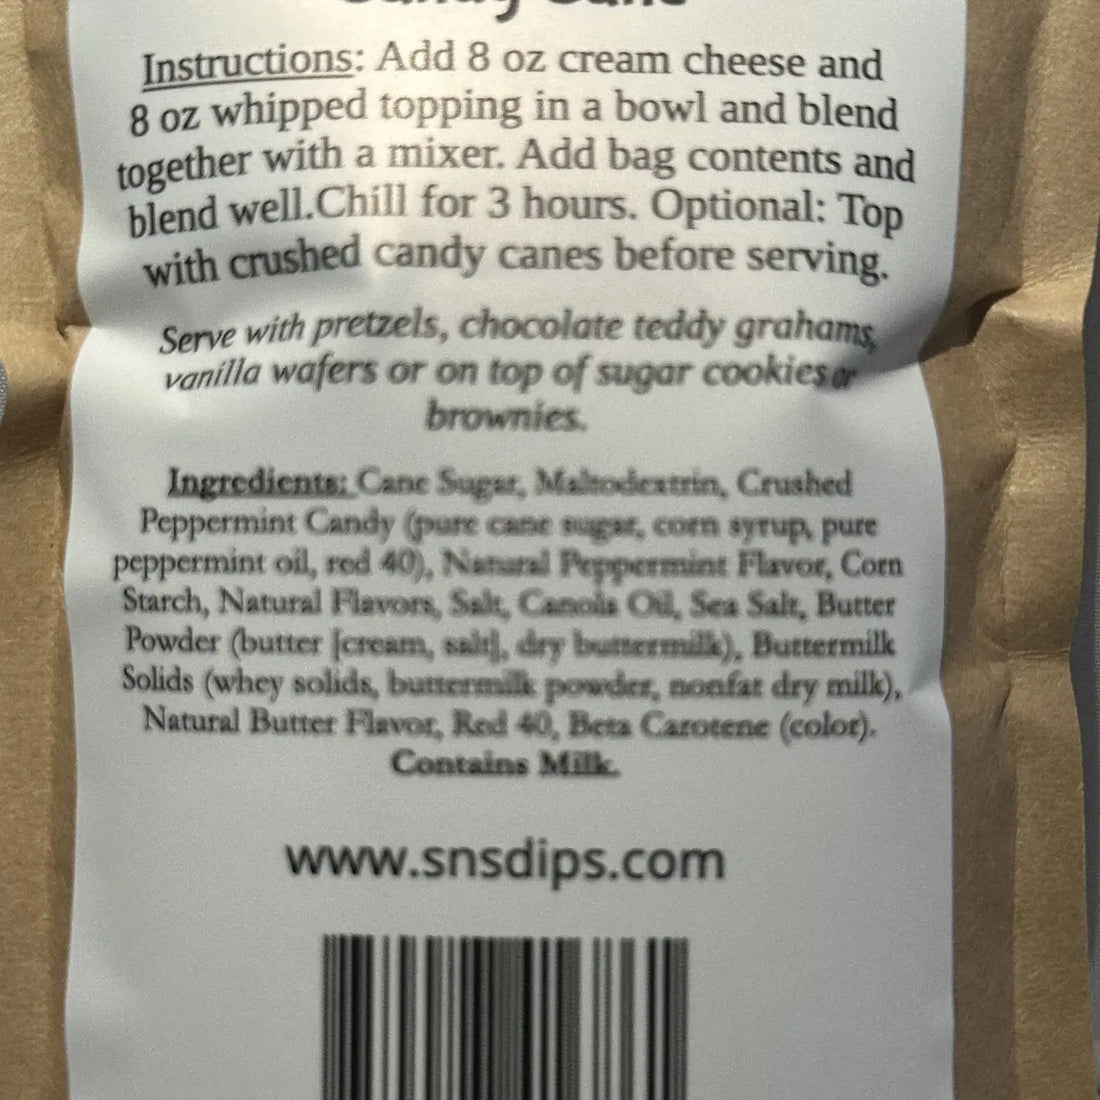 Candy Cane
Instructions: Add 8 oz cream cheese and
8 oz whipped topping in a bowl and blend
together with a mixer. Add bag contents and
blend well.Chill for 3 hours. Optional: Top
with crushed candy canes before serving.
Serve with pretzels, chocolate teddy grahams,
vanilla wafers or on top of sugar cookies or
brownies.
Ingredients: Cane Sugar, Maltodextrin, Crushed
Peppermint Candy (pure cane sugar, corn syrup, pure
peppermint oil, red 40), Natural Peppermint Flavor, Corn
Starch, Natural Flavors, Salt, Canola Oil, Sea Salt, Butter
Powder (butter [cream, salt], dry buttermilk), Buttermilk
Solids (whey solids, buttermilk powder, nonfat dry milk),
Natural Butter Flavor, Red 40, Beta Carotene (color).
Contains Milk.
www.snsdips.com